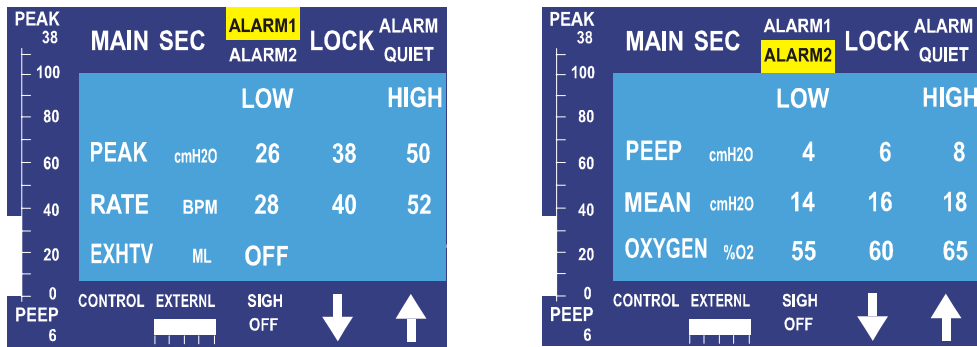 PEAK
38
MAIN SEC ALARM1 LOCK ALARM
ALARM2 QUIET
100
80
60
40
20
0
LOW HIGH
PEAK cmH2O 26 38 50
RATE BPM 28 40 52
EXHTV ML OFF
PEEP
6
CONTROL EXTERNL SIGH
OFF
PEAK
38
MAIN SEC ALARM1 LOCK ALARM
ALARM2 QUIET
100
80
60
40
20
0
LOW HIGH
PEEP cmH2O 4 6 8
MEAN cmH2O 14 16 18
OXYGEN %O2 55 60 65
PEEP
6
CONTROL EXTERNL SIGH
OFF